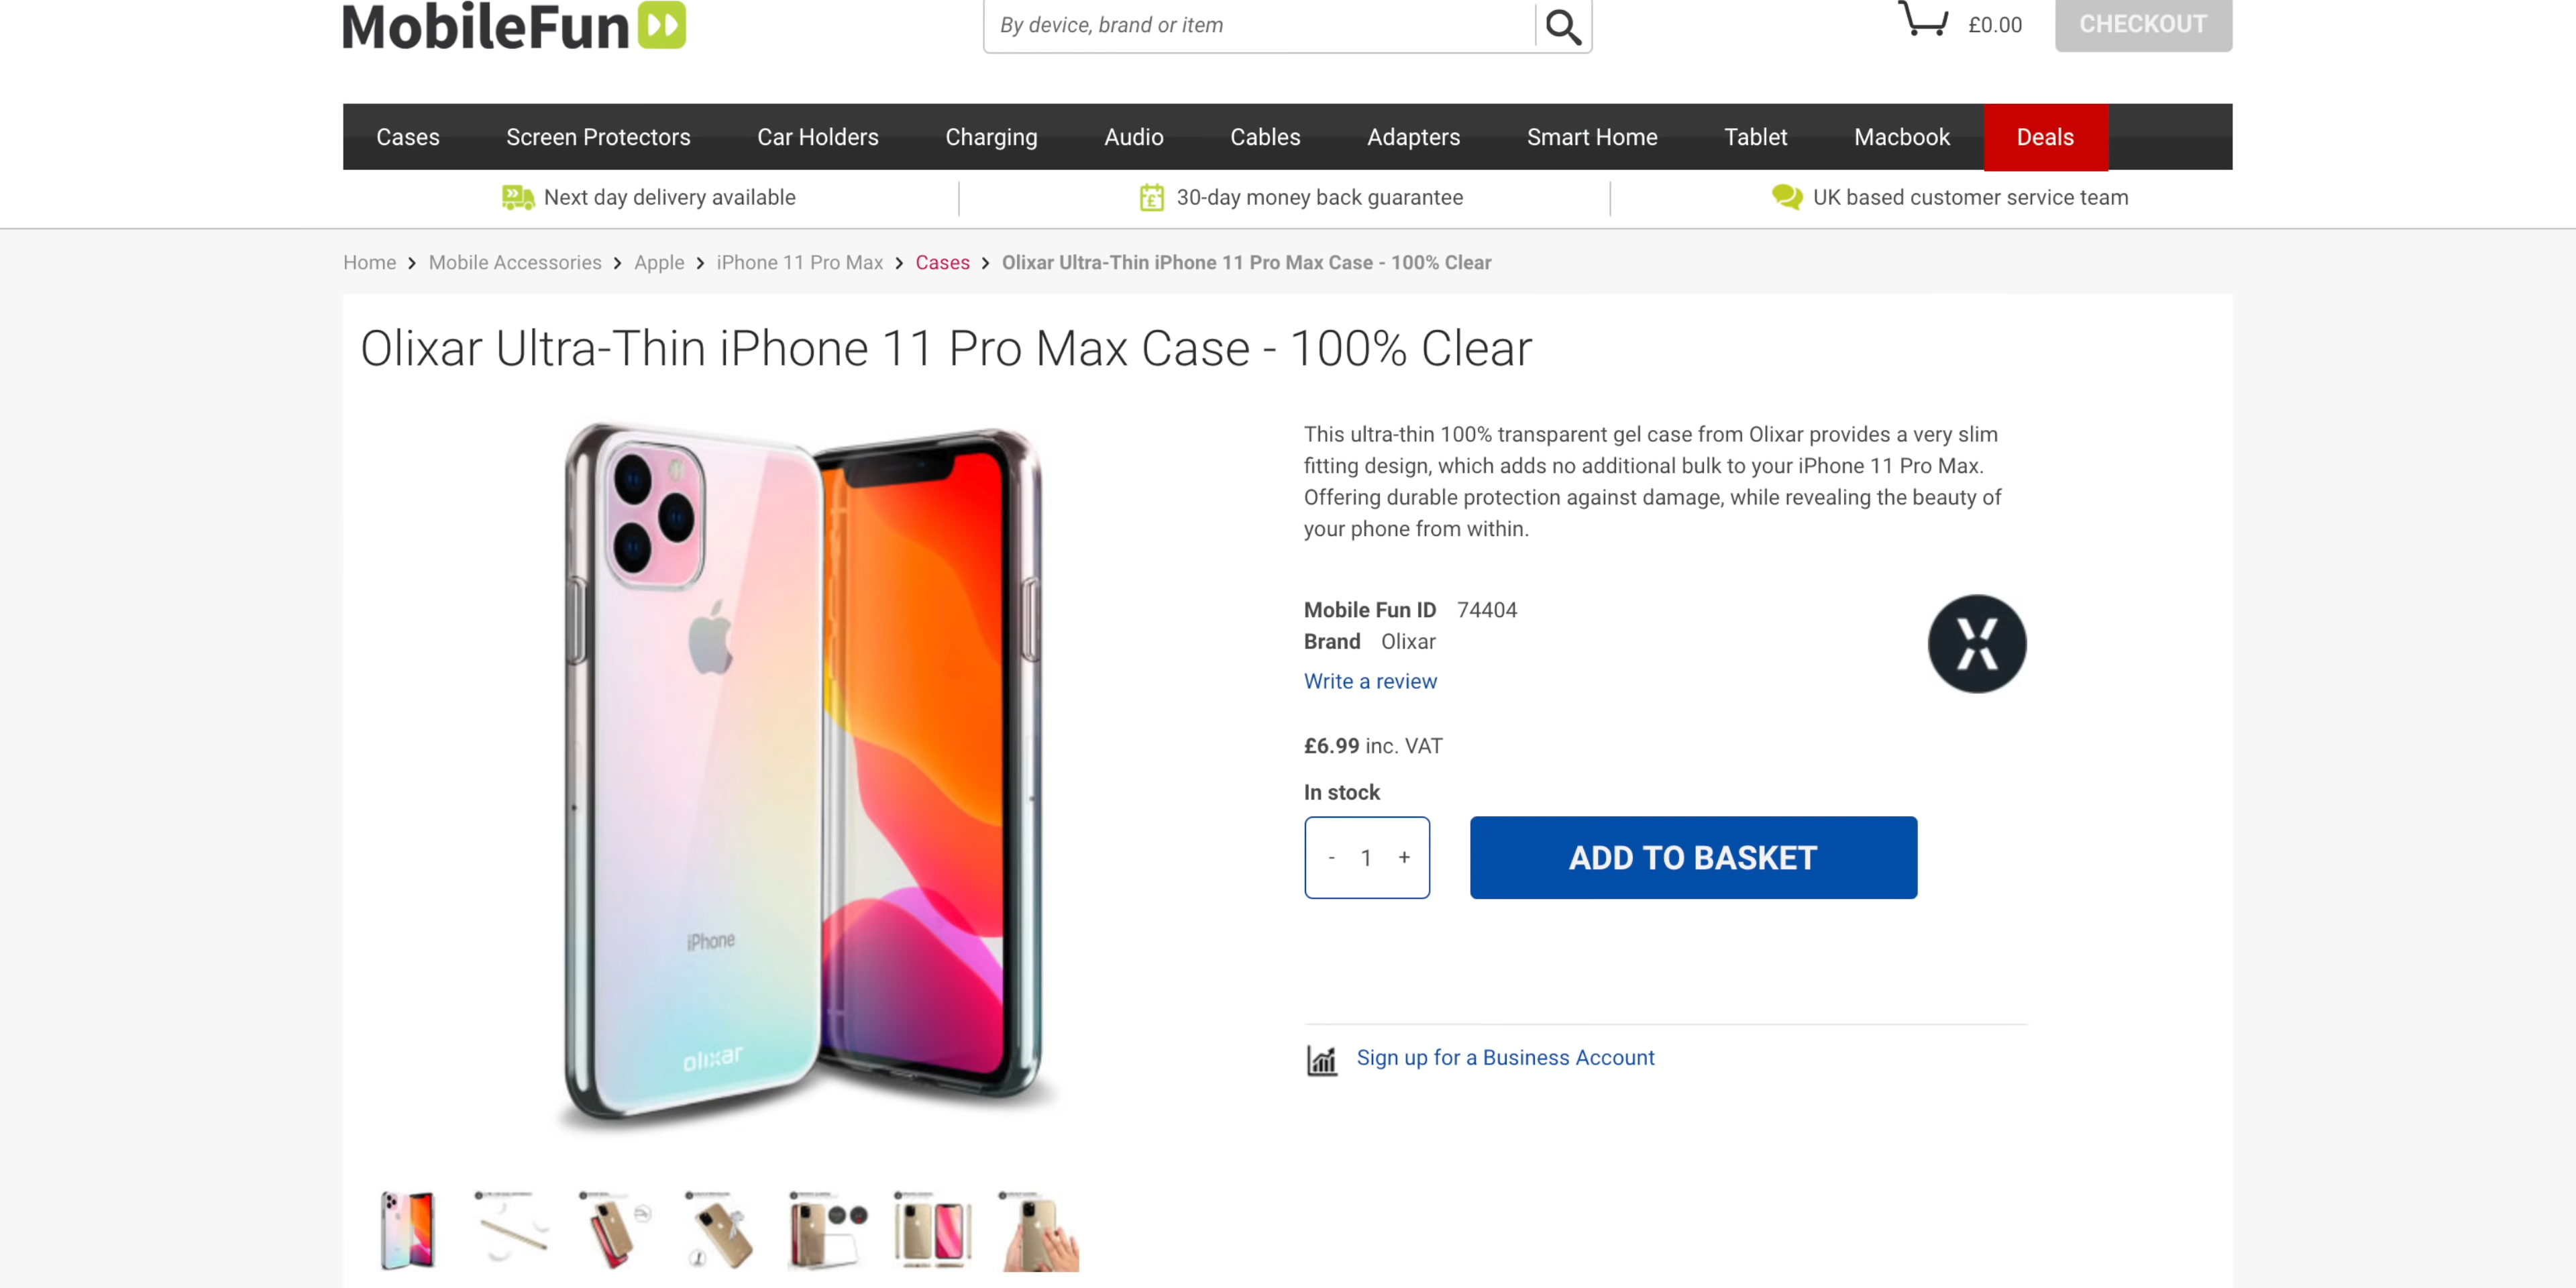 MobileFun
By device, brand or item
£0.00
CHECKOUT
Cases
Screen Protectors
Car Holders
Charging
Audio
Cables
Adapters
Smart Home
Tablet
Macbook
Deals
Next day delivery available
30-day money back guarantee
UK based customer service team
Home > Mobile Accessories > Apple > iPhone 11 Pro Max > Cases > Olixar Ultra-Thin iPhone 11 Pro Max Case - 100% Clear
Olixar Ultra-Thin iPhone 11 Pro Max Case - 100% Clear
iPhone
olixar
This ultra-thin 100% transparent gel case from Olixar provides a very slim
fitting design, which adds no additional bulk to your iPhone 11 Pro Max.
Offering durable protection against damage, while revealing the beauty of
your phone from within.
Mobile Fun ID 74404
Brand Olixar
Write a review
£6.99 inc. VAT
In stock
- 1 +
ADD TO BASKET
Sign up for a Business Account